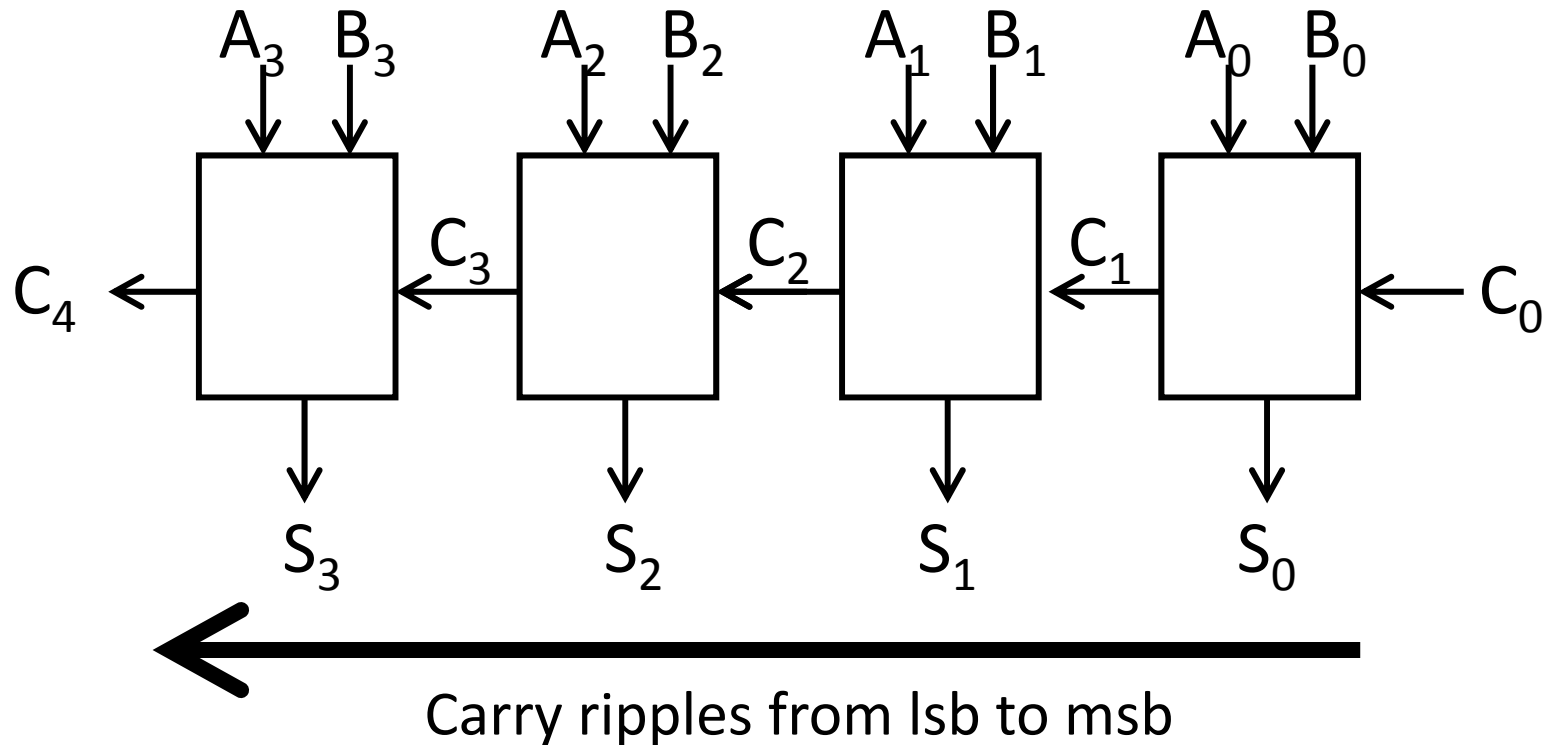 A₃ B₃ A₂ B₂ A₁ B₁ A₀ B₀
C₃ C₂ C₁
C₄ C₀
S₃ S₂ S₁ S₀
Carry ripples from lsb to msb